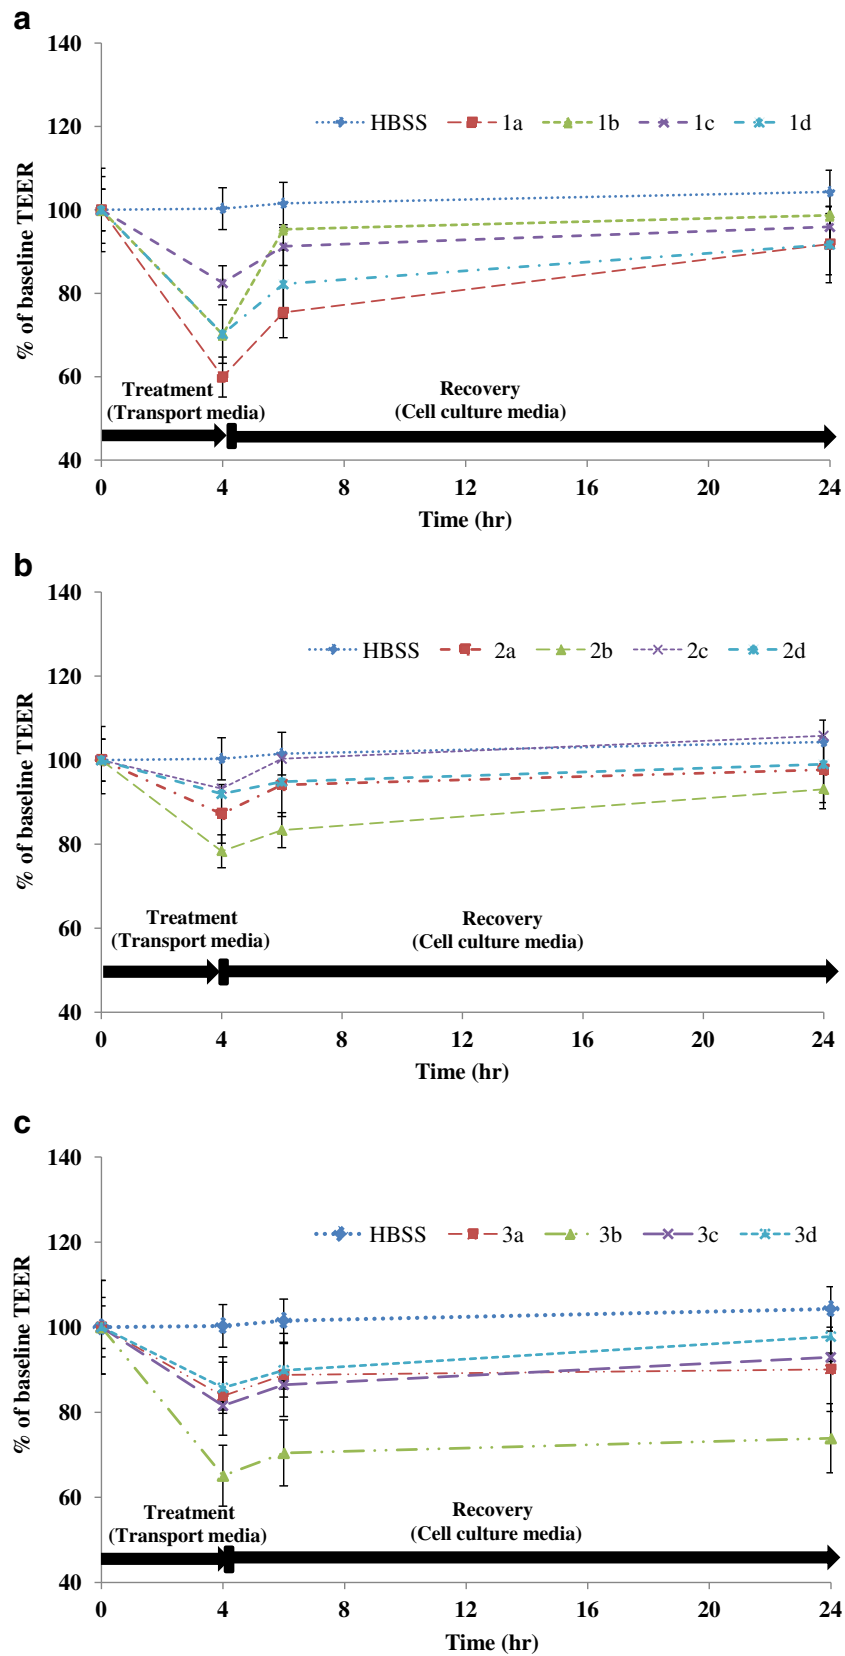 a
140
120
100
80
60
40
% of baseline TEER
HBSS 1a 1b 1c 1d
Treatment
(Transport media)
Recovery
(Cell culture media)
0 4 8 12 16 20 24
Time (hr)
b
140
120
100
80
60
40
% of baseline TEER
HBSS 2a 2b 2c 2d
Treatment
(Transport media)
Recovery
(Cell culture media)
0 4 8 12 16 20 24
Time (hr)
c
140
120
100
80
60
40
% of baseline TEER
HBSS 3a 3b 3c 3d
Treatment
(Transport media)
Recovery
(Cell culture media)
0 4 8 12 16 20 24
Time (hr)